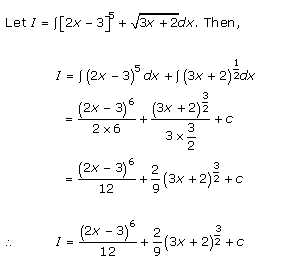 Let I = ∫[2x − 3]⁵ + √(3x + 2)dx. Then,
I = ∫(2x − 3)⁵ dx + ∫(3x + 2)^(1/2)dx
= (2x − 3)⁶/(2 × 6) + (3x + 2)^(3/2)/(3 × 3/2) + c
= (2x − 3)⁶/12 + 2/9 (3x + 2)^(3/2) + c
∴ I = (2x − 3)⁶/12 + 2/9 (3x + 2)^(3/2) + c